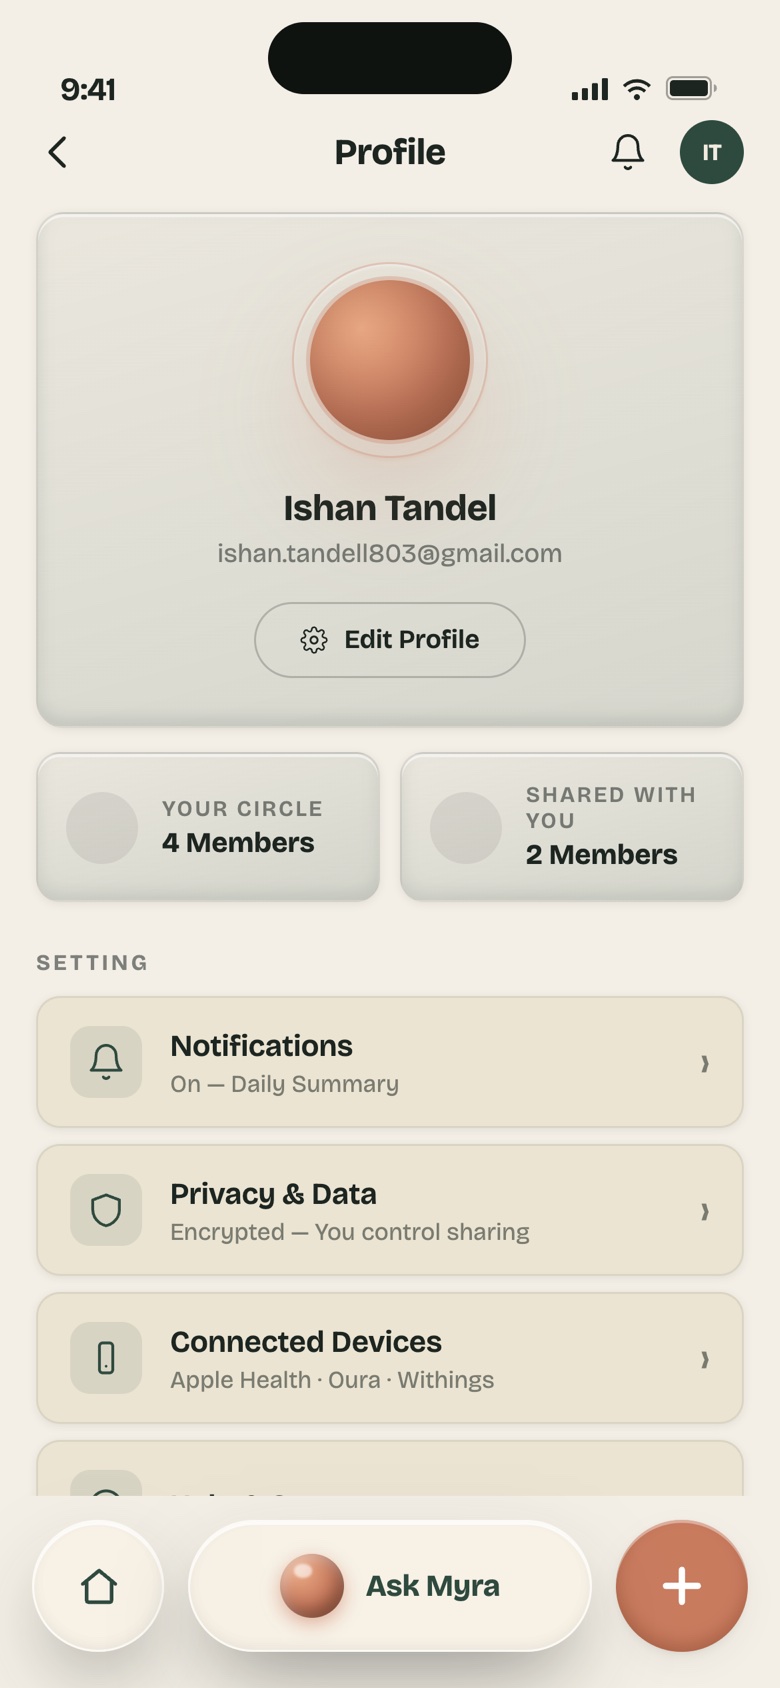 9:41
Profile
IT
Ishan Tandel
ishan.tandell803@gmail.com
Edit Profile
YOUR CIRCLE
4 Members
SHARED WITH
YOU
2 Members
SETTING
Notifications
On — Daily Summary
Privacy & Data
Encrypted — You control sharing
Connected Devices
Apple Health · Oura · Withings
Ask Myra